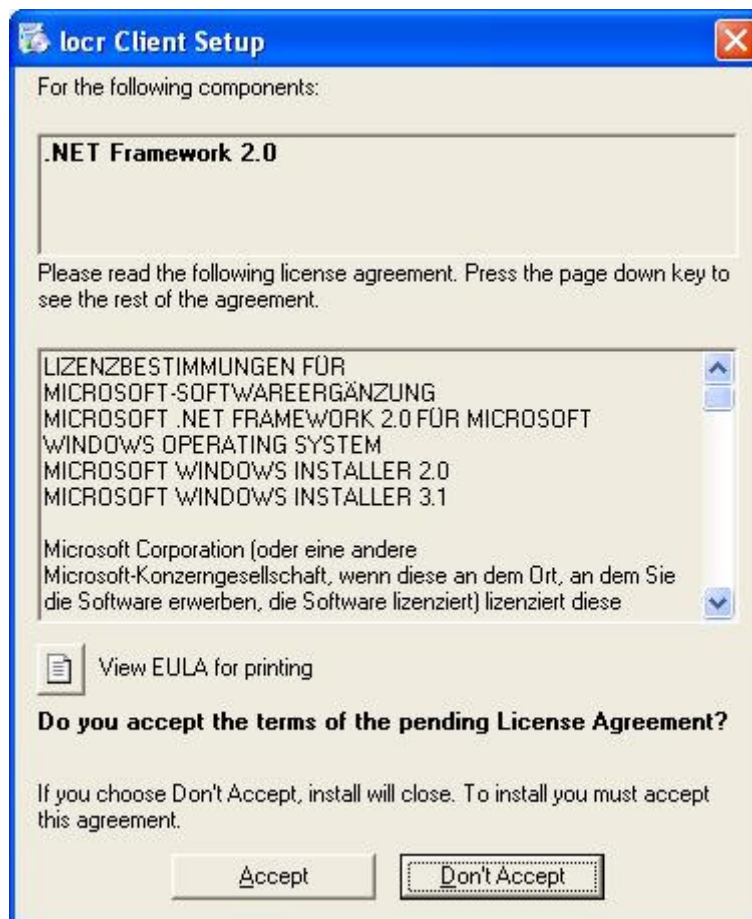 locr Client Setup
For the following components:
.NET Framework 2.0
Please read the following license agreement. Press the page down key to
see the rest of the agreement.
LIZENZBESTIMMUNGEN FÜR
MICROSOFT-SOFTWAREERGÄNZUNG
MICROSOFT .NET FRAMEWORK 2.0 FÜR MICROSOFT
WINDOWS OPERATING SYSTEM
MICROSOFT WINDOWS INSTALLER 2.0
MICROSOFT WINDOWS INSTALLER 3.1
Microsoft Corporation (oder eine andere
Microsoft-Konzerngesellschaft, wenn diese an dem Ort, an dem Sie
die Software erwerben, die Software lizenziert) lizenziert diese
View EULA for printing
Do you accept the terms of the pending License Agreement?
If you choose Don't Accept, install will close. To install you must accept
this agreement.
Accept
Don't Accept